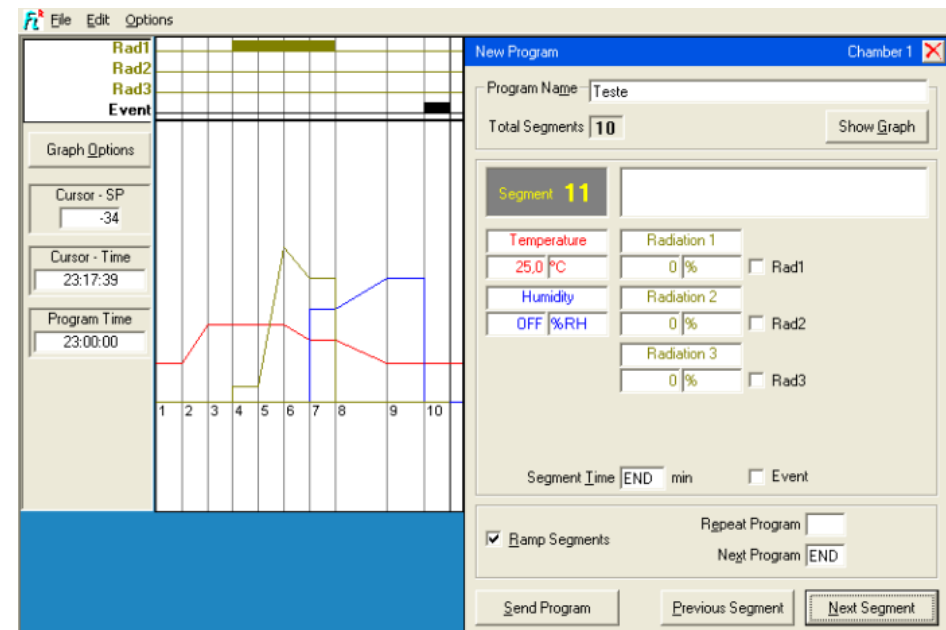 File Edit Options
Rad1
Rad2
Rad3
Event
Graph Options
Cursor - SP
-34
Cursor - Time
23:17:39
Program Time
23:00:00
1 2 3 4 5 6 7 8 9 10
New Program Chamber 1
Program Name Teste
Total Segments 10 Show Graph
Segment 11
Temperature Radiation 1
25,0 ºC 0 % Rad1
Humidity Radiation 2
OFF %RH 0 % Rad2
Radiation 3
0 % Rad3
Segment Time END min Event
Repeat Program
Ramp Segments
Next Program END
Send Program Previous Segment Next Segment